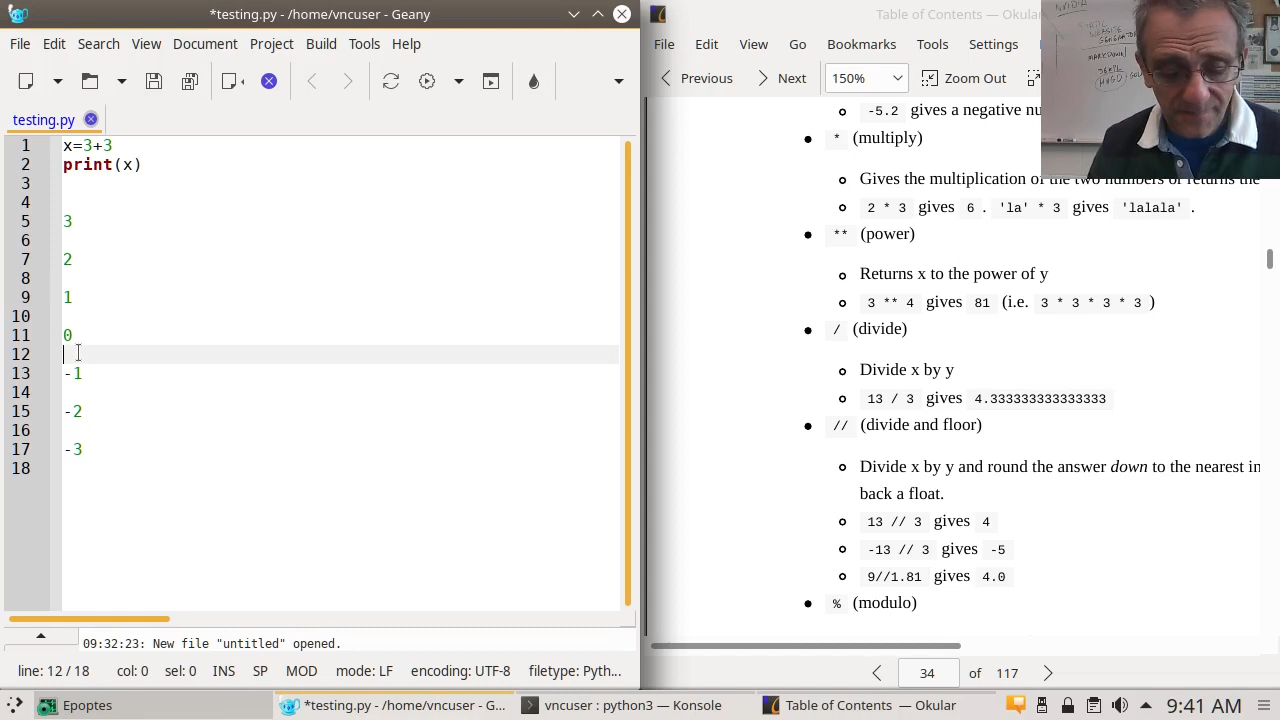 *testing.py - /home/vncuser - Geany
File Edit Search View Document Project Build Tools Help
testing.py
1 x=3+3
2 print(x)
3
4
5 3
6
7 2
8
9 1
10
11 0
12
13 -1
14
15 -2
16
17 -3
18
09:32:23: New file "untitled" opened.
line: 12 / 18 col: 0 sel: 0 INS SP MOD mode: LF encoding: UTF-8 filetype: Pyth...
Table of Contents — Okular
File Edit View Go Bookmarks Tools Settings
Previous Next 150% Zoom Out
-5.2 gives a negative nu
* (multiply)
Gives the multiplication of the two numbers or returns the
2 * 3 gives 6 . 'la' * 3 gives 'lalala' .
** (power)
Returns x to the power of y
3 ** 4 gives 81 (i.e. 3 * 3 * 3 * 3 )
/ (divide)
Divide x by y
13 / 3 gives 4.333333333333333
// (divide and floor)
Divide x by y and round the answer down to the nearest in
back a float.
13 // 3 gives 4
-13 // 3 gives -5
9//1.81 gives 4.0
% (modulo)
34 of 117
NVIDIA
STATIC
WEBSITE
GENERATOR
MARKDOWN
Epoptes
*testing.py - /home/vncuser - G...
vncuser : python3 — Konsole
Table of Contents — Okular
9:41 AM